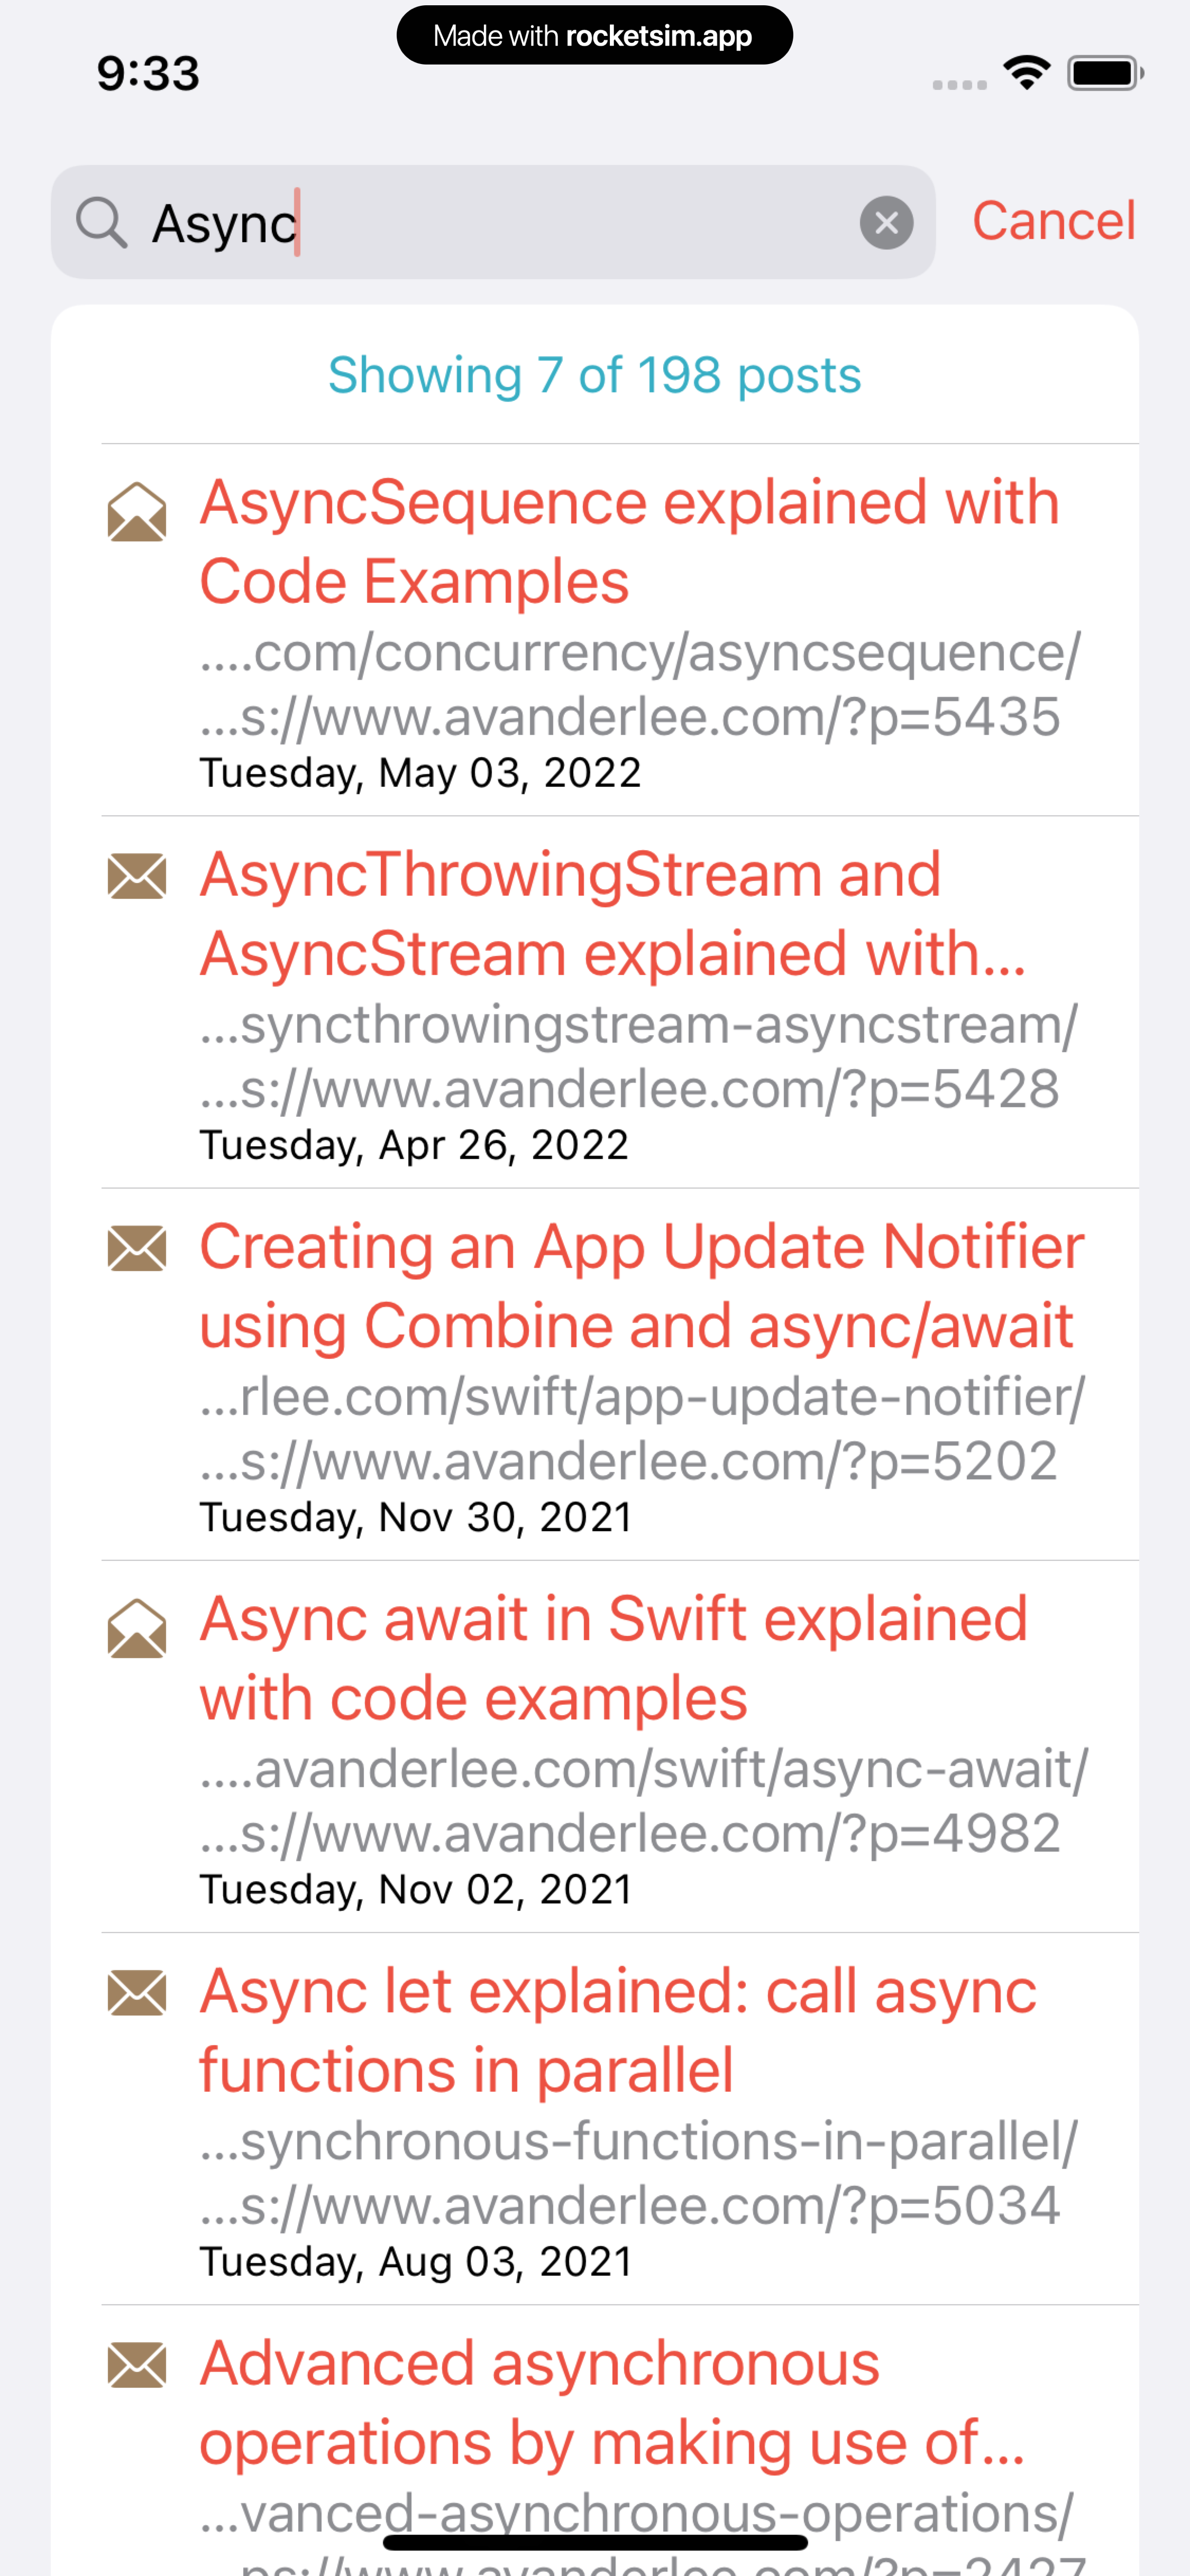 Made with rocketsim.app
9:33
Async
Cancel
Showing 7 of 198 posts
AsyncSequence explained with
Code Examples
....com/concurrency/asyncsequence/
...s://www.avanderlee.com/?p=5435
Tuesday, May 03, 2022
AsyncThrowingStream and
AsyncStream explained with...
...syncthrowingstream-asyncstream/
...s://www.avanderlee.com/?p=5428
Tuesday, Apr 26, 2022
Creating an App Update Notifier
using Combine and async/await
...rlee.com/swift/app-update-notifier/
...s://www.avanderlee.com/?p=5202
Tuesday, Nov 30, 2021
Async await in Swift explained
with code examples
....avanderlee.com/swift/async-await/
...s://www.avanderlee.com/?p=4982
Tuesday, Nov 02, 2021
Async let explained: call async
functions in parallel
...synchronous-functions-in-parallel/
...s://www.avanderlee.com/?p=5034
Tuesday, Aug 03, 2021
Advanced asynchronous
operations by making use of...
...vanced-asynchronous-operations/
ps://www.avanderlee.com/?p=2427